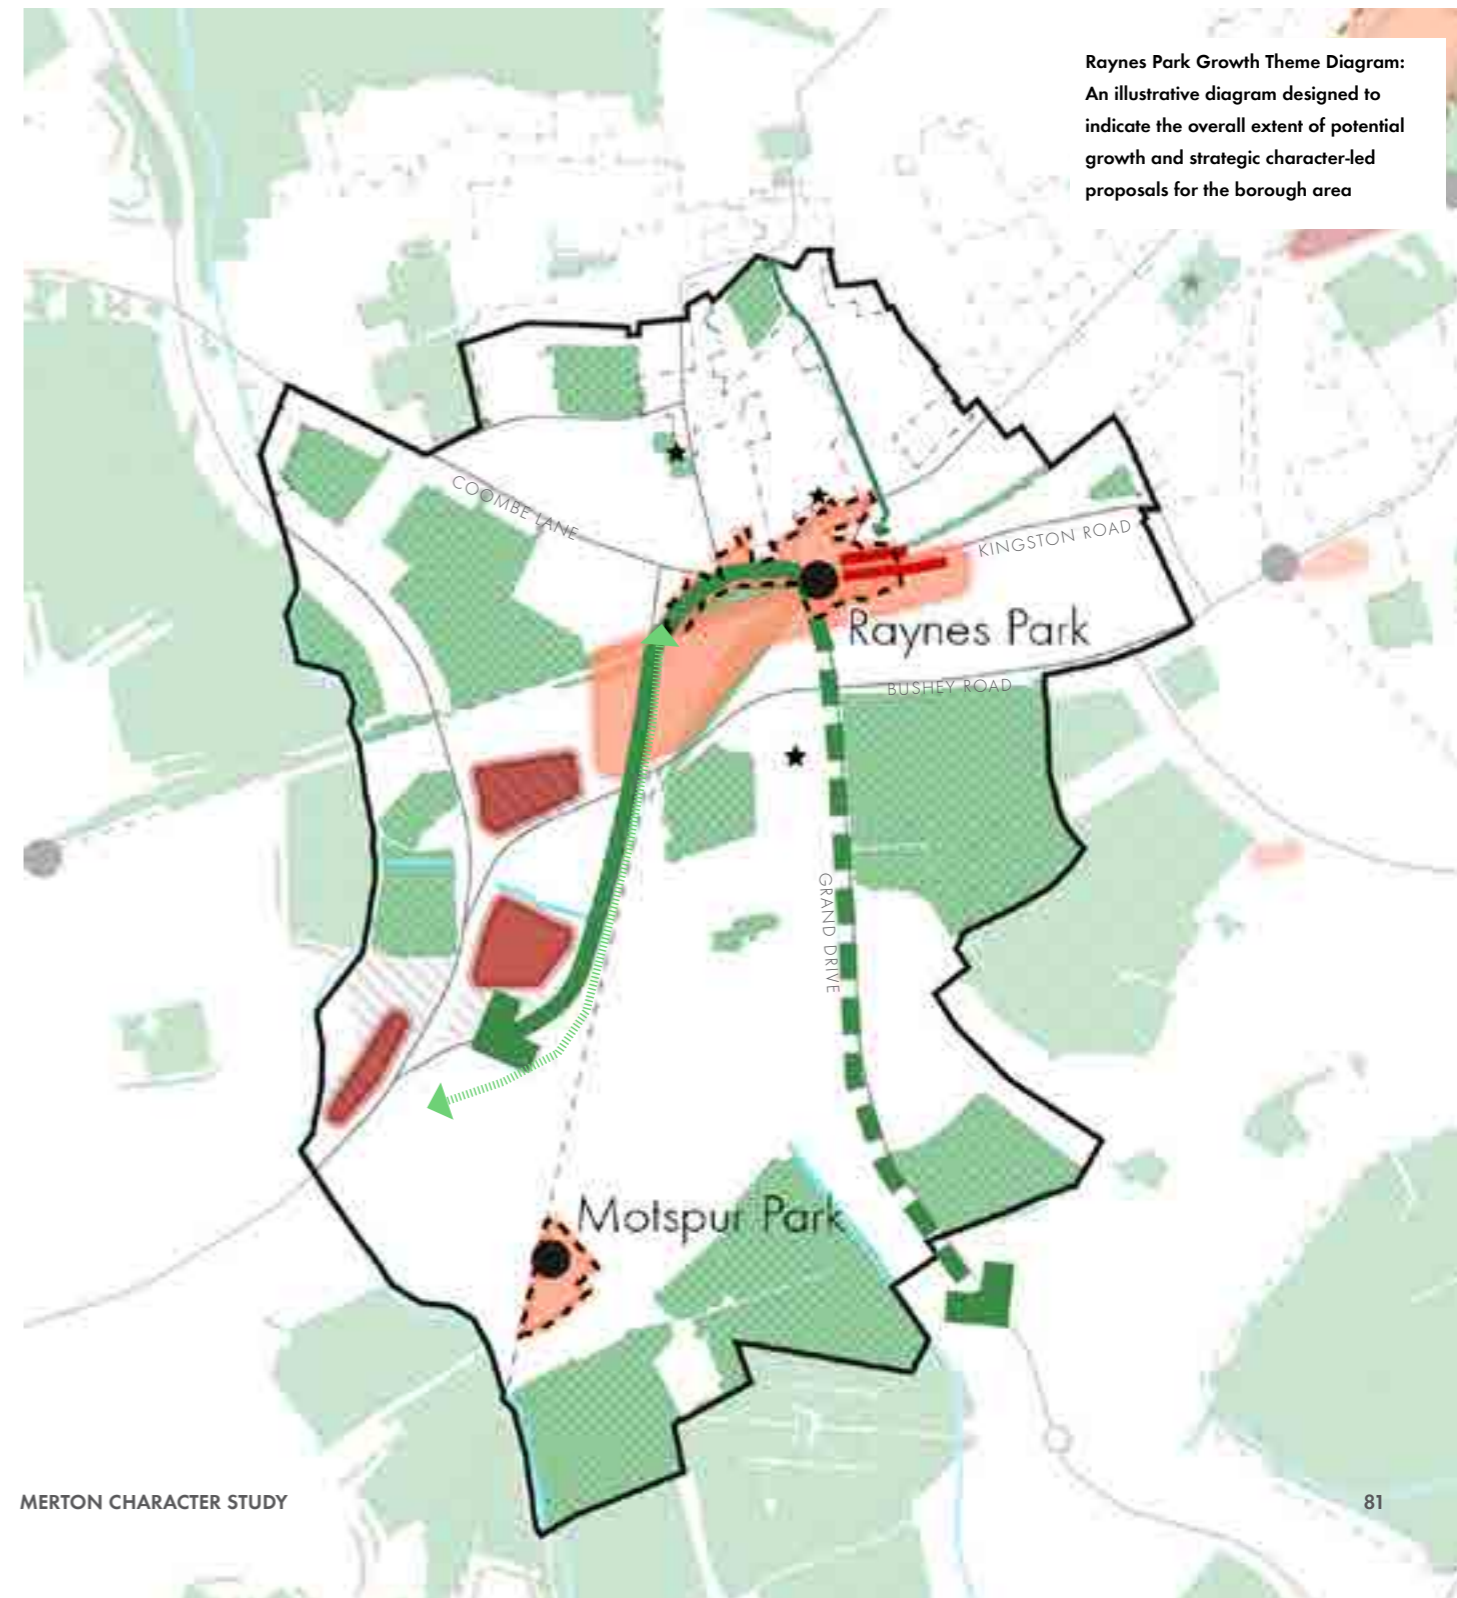 Raynes Park Growth Theme Diagram:
An illustrative diagram designed to
indicate the overall extent of potential
growth and strategic character-led
proposals for the borough area
COOMBE LANE
KINGSTON ROAD
Raynes Park
BUSHEY ROAD
GRAND DRIVE
Motspur Park
MERTON CHARACTER STUDY
81